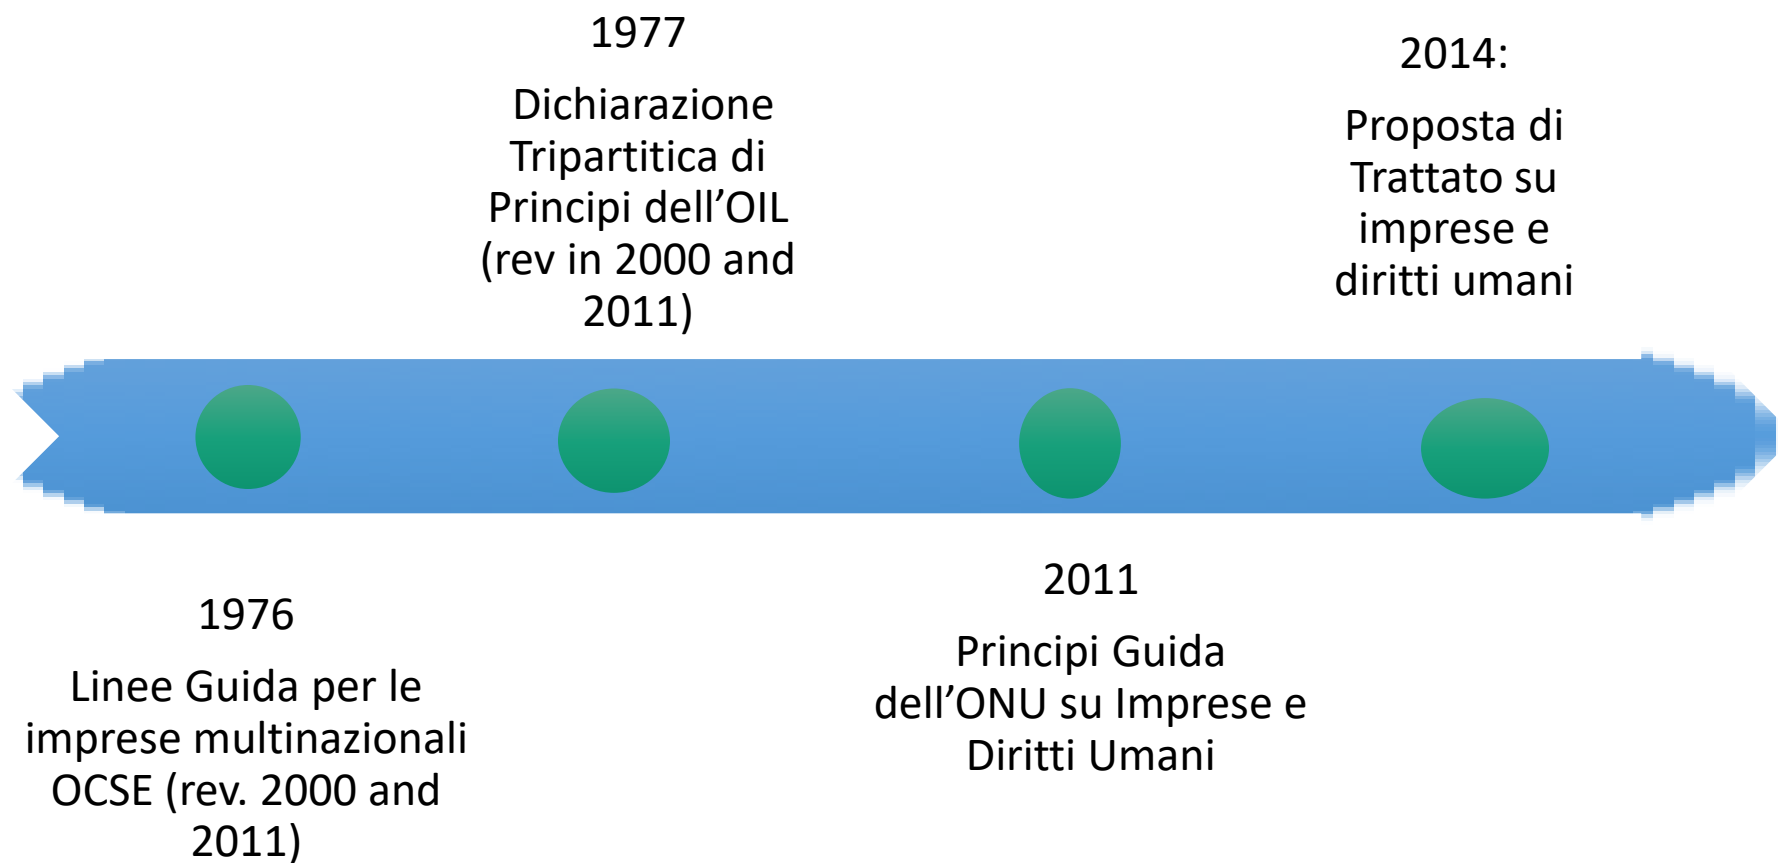 1977
Dichiarazione
Tripartitica di
Principi dell’OIL
(rev in 2000 and
2011)
2014:
Proposta di
Trattato su
imprese e
diritti umani
1976
Linee Guida per le
imprese multinazionali
OCSE (rev. 2000 and
2011)
2011
Principi Guida
dell’ONU su Imprese e
Diritti Umani